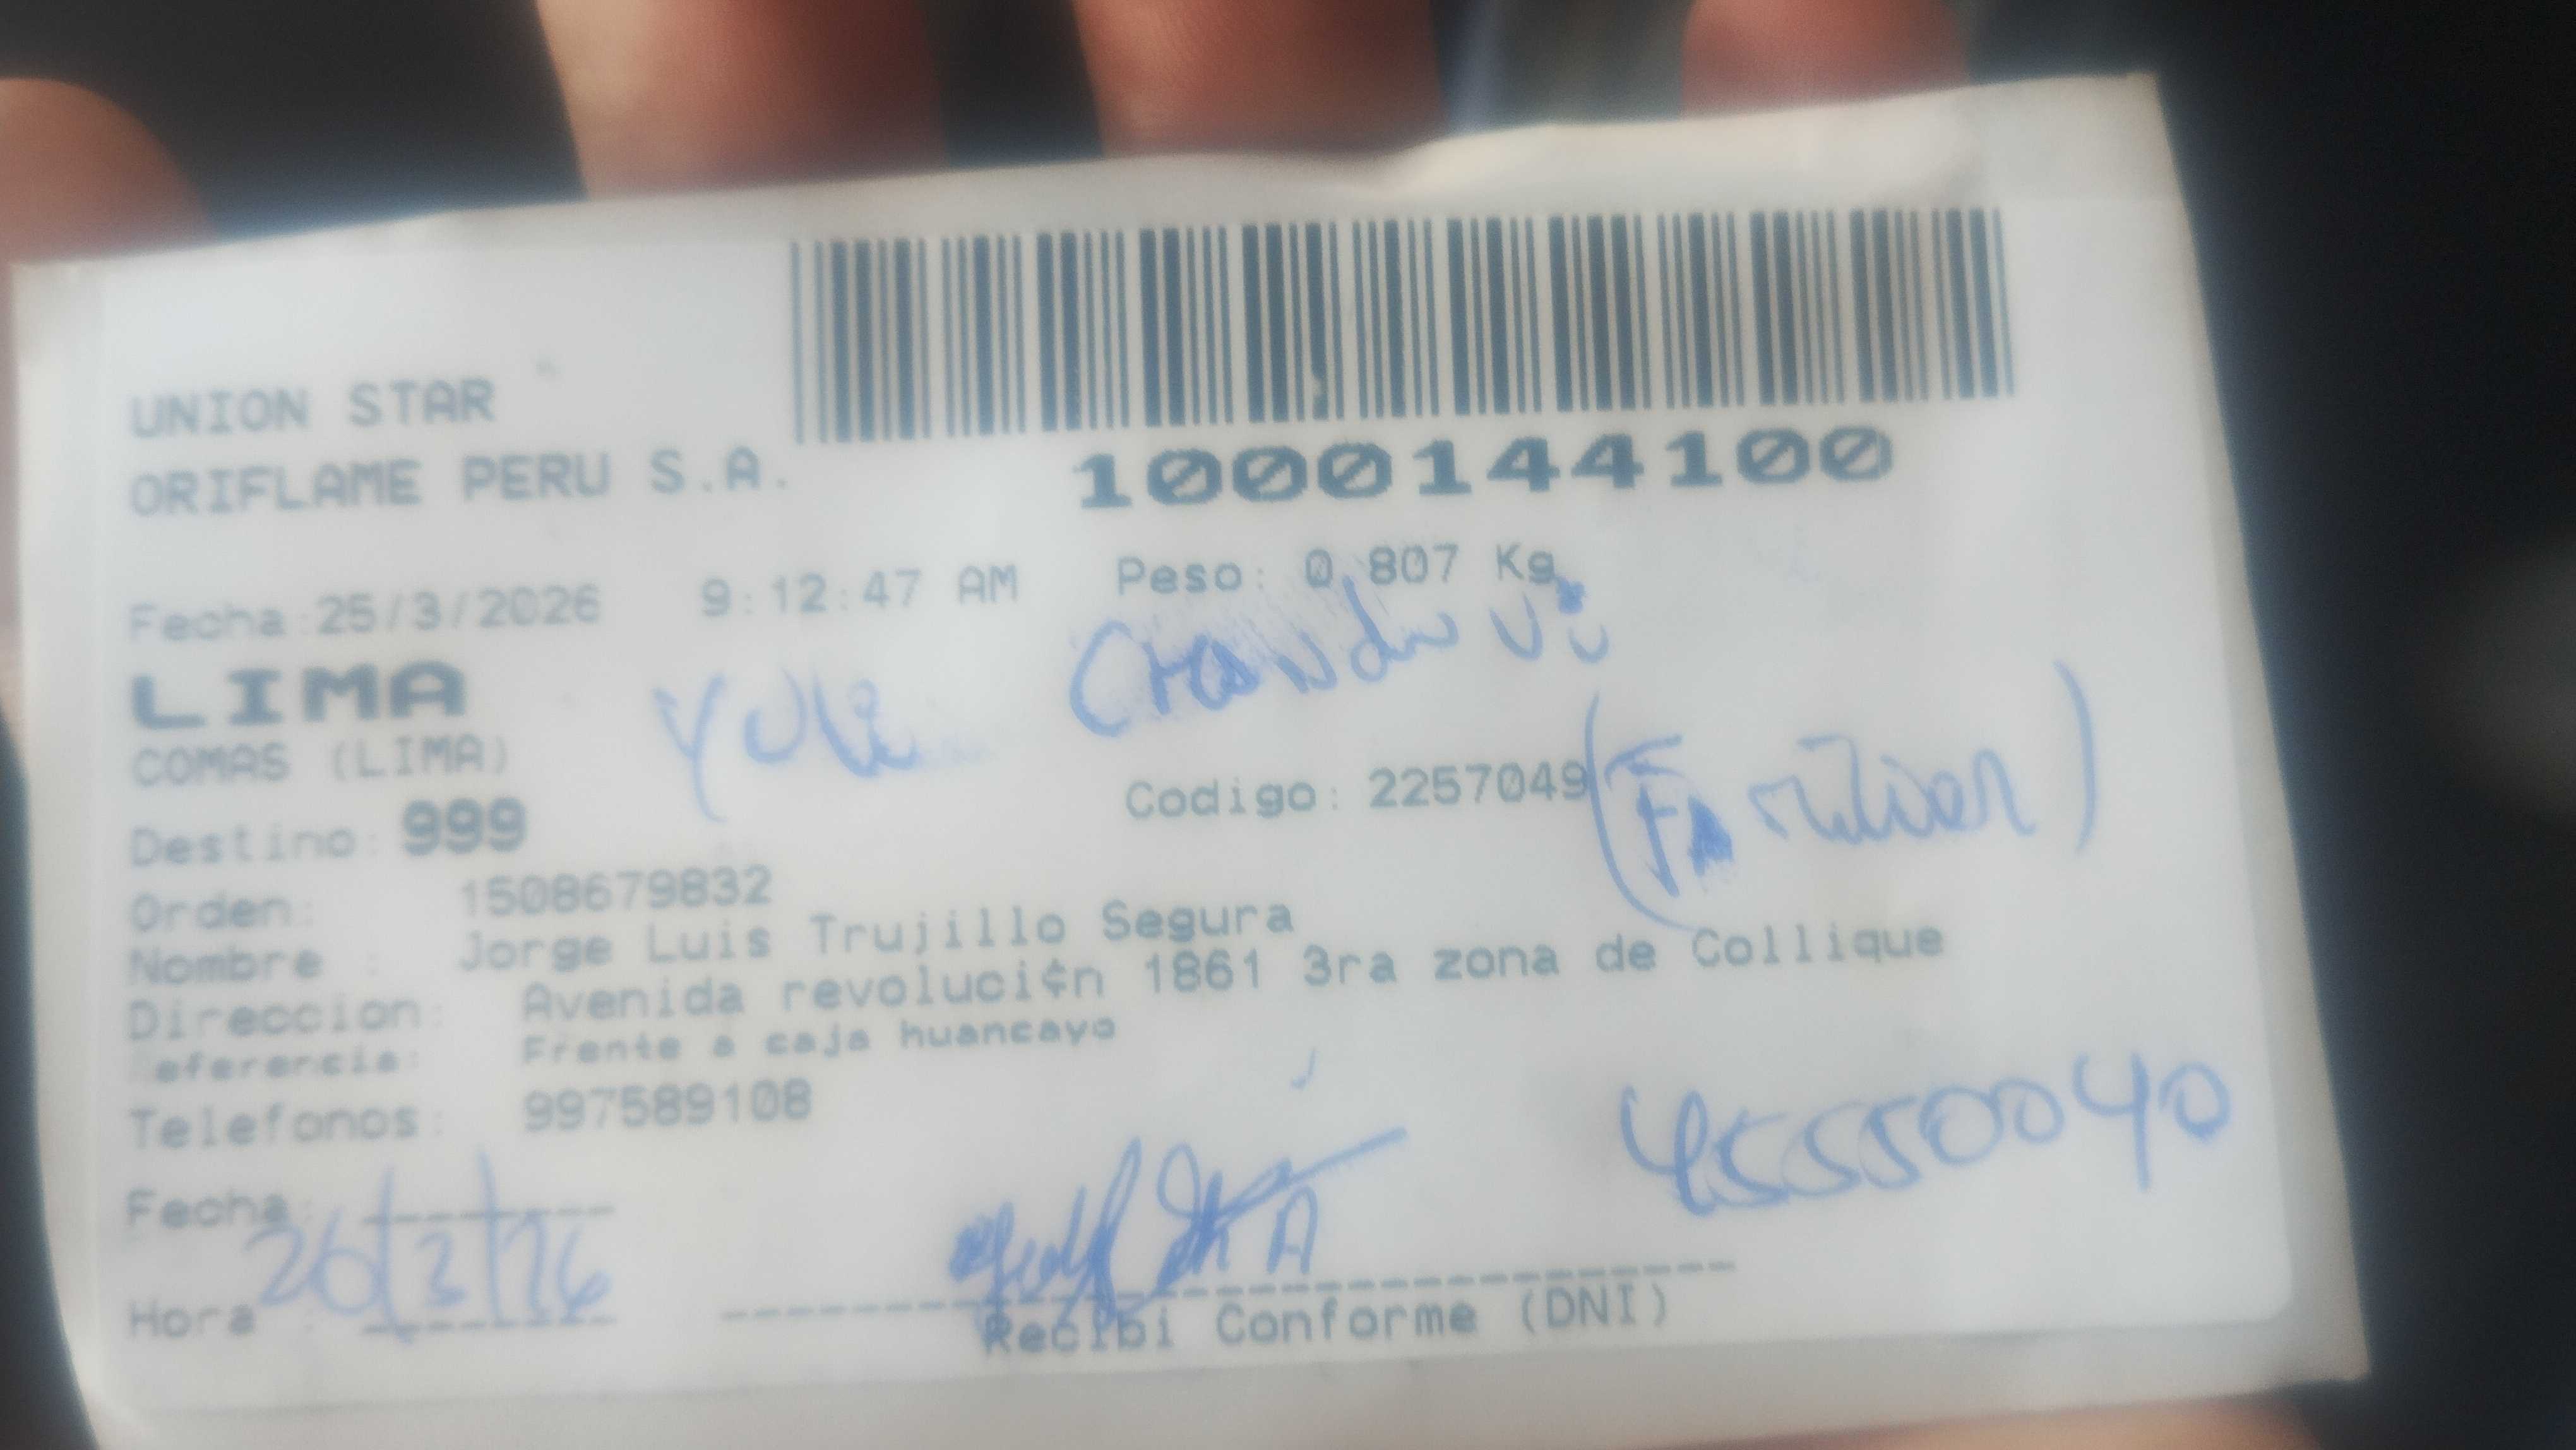 UNION STAR
ORIFLAME PERU S.A.
1000144100
Fecha:25/3/2026 9:12:47 AM Peso: 0.807 Kg.
LIMA
COMAS (LIMA)
Codigo: 2257049
Destino: 999
Orden: 1508679832
Nombre : Jorge Luis Trujillo Segura
Direccion: Avenida revoluci¢n 1861 3ra zona de Collique
Referencia: Frente a caja huancayo
Telefonos: 997589108
45550040
Fecha:
26/3/26
Hora :
Recibi Conforme (DNI)